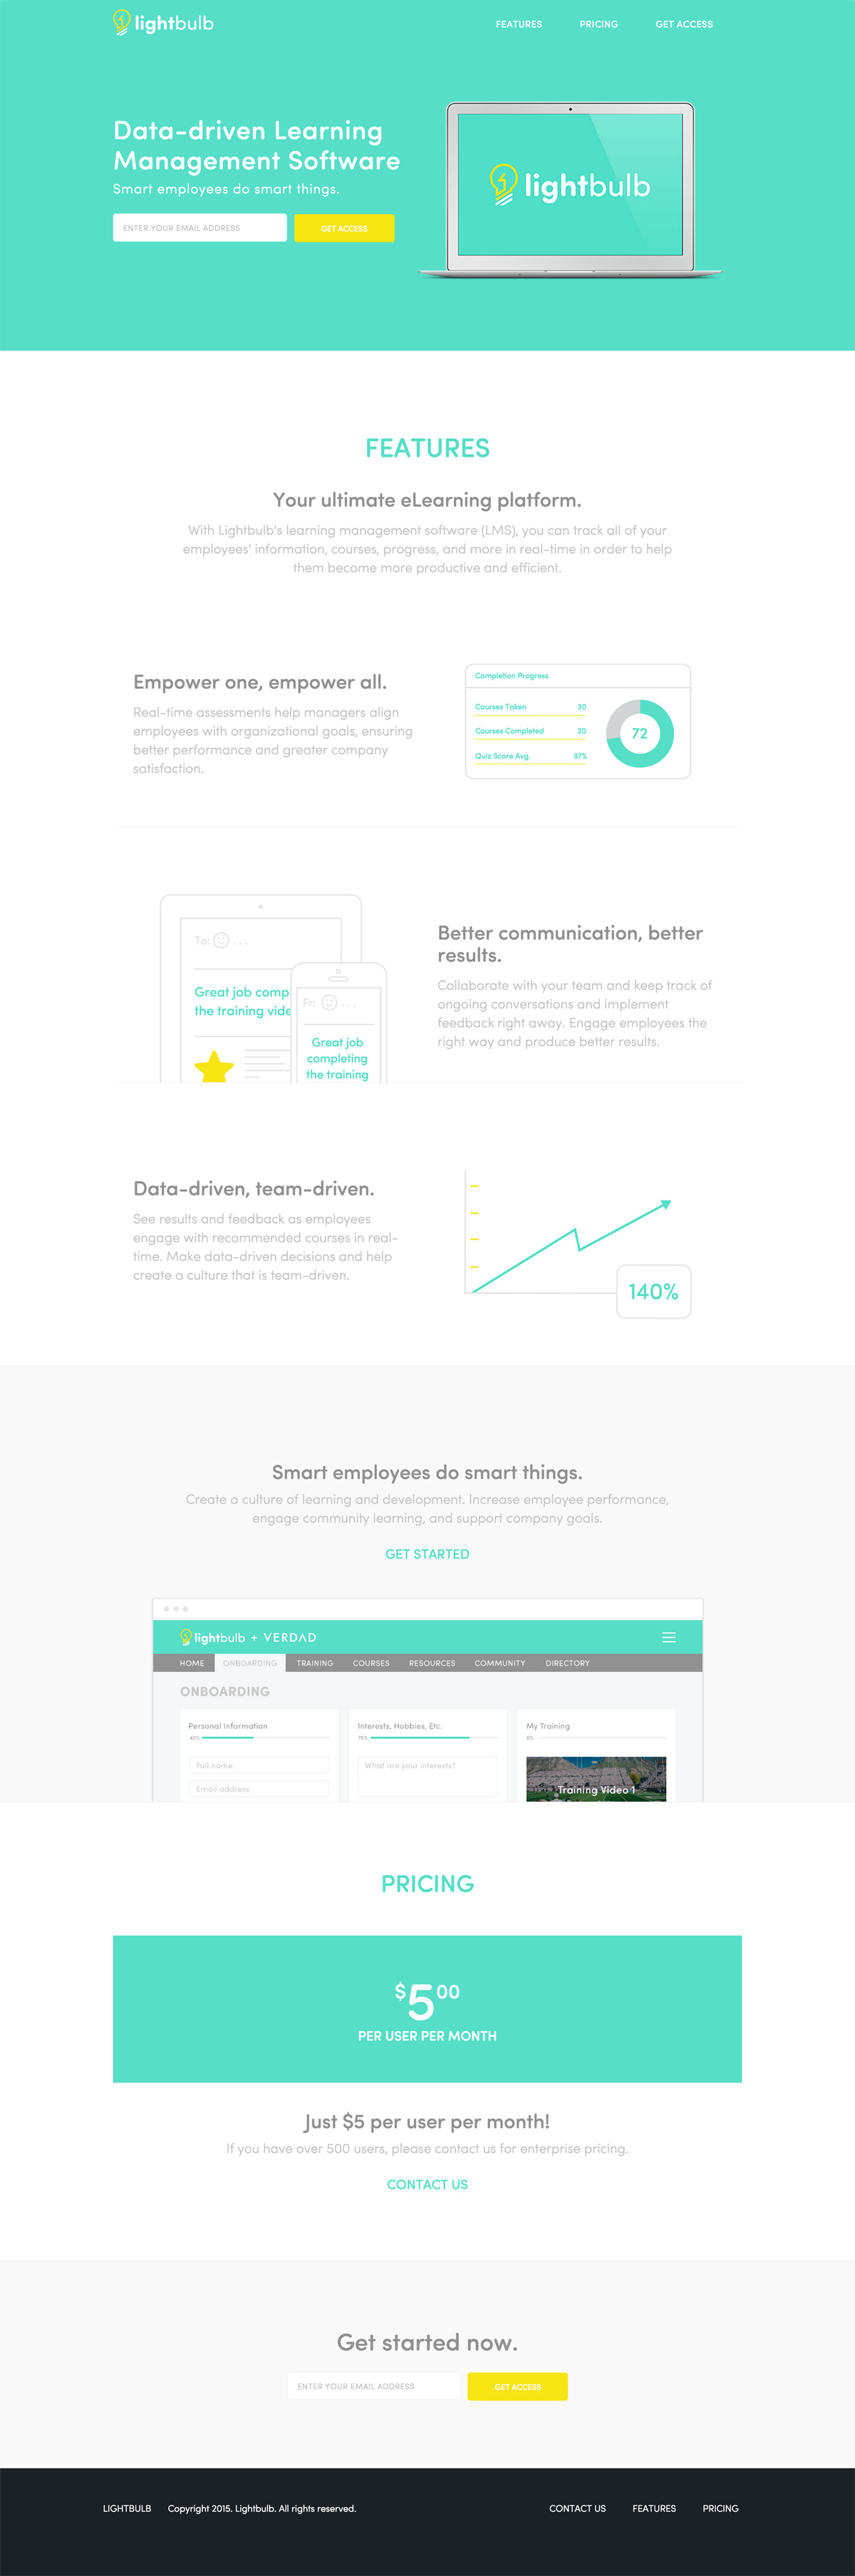 lightbulb
FEATURES PRICING GET ACCESS
Data-driven Learning
Management Software
Smart employees do smart things.
ENTER YOUR EMAIL ADDRESS GET ACCESS
lightbulb
FEATURES
Your ultimate eLearning platform.
With Lightbulb's learning management software (LMS), you can track all of your
employees' information, courses, progress, and more in real-time in order to help
them become more productive and efficient.
Empower one, empower all.
Real-time assessments help managers align
employees with organizational goals, ensuring
better performance and greater company
satisfaction.
Completion Progress
Courses Taken 30
Courses Completed 20
Quiz Score Avg. 97%
72
To: ...
Great job comp
the training vide
Fr: ...
Great job
completing
the training
Better communication, better
results.
Collaborate with your team and keep track of
ongoing conversations and implement
feedback right away. Engage employees the
right way and produce better results.
Data-driven, team-driven.
See results and feedback as employees
engage with recommended courses in real-
time. Make data-driven decisions and help
create a culture that is team-driven.
140%
Smart employees do smart things.
Create a culture of learning and development. Increase employee performance,
engage community learning, and support company goals.
GET STARTED
lightbulb + VERDAD
HOME ONBOARDING TRAINING COURSES RESOURCES COMMUNITY DIRECTORY
ONBOARDING
Personal Information
40%
Full name
Email address
Interests, Hobbies, Etc.
75%
What are your interests?
My Training
0%
Training Video 1
PRICING
$5 00
PER USER PER MONTH
Just $5 per user per month!
If you have over 500 users, please contact us for enterprise pricing.
CONTACT US
Get started now.
ENTER YOUR EMAIL ADDRESS GET ACCESS
LIGHTBULB Copyright 2015. Lightbulb. All rights reserved. CONTACT US FEATURES PRICING